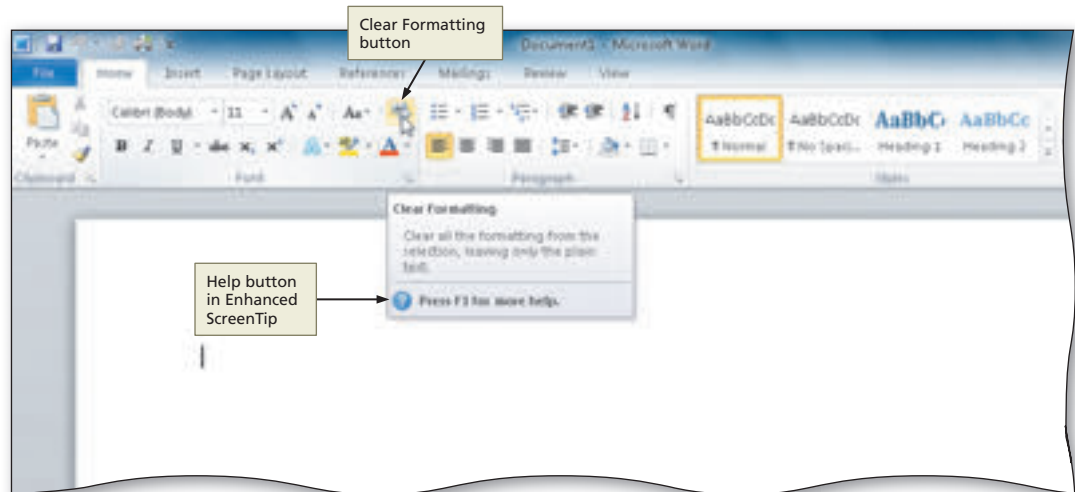 Clear Formatting
button
Document1 - Microsoft Word
File Home Insert Page Layout References Mailings Review View
Calibri (Body) 11 Aa
AaBbCcDc AaBbCcDc AaBbC AaBbCc
Paste
B I U abc x₂ x² A
Normal No Spaci... Heading 1 Heading 2
Clipboard Font Paragraph Styles
Clear Formatting
Clear all the formatting from the
selection, leaving only the plain
text.
Help button
in Enhanced
ScreenTip
Press F1 for more help.